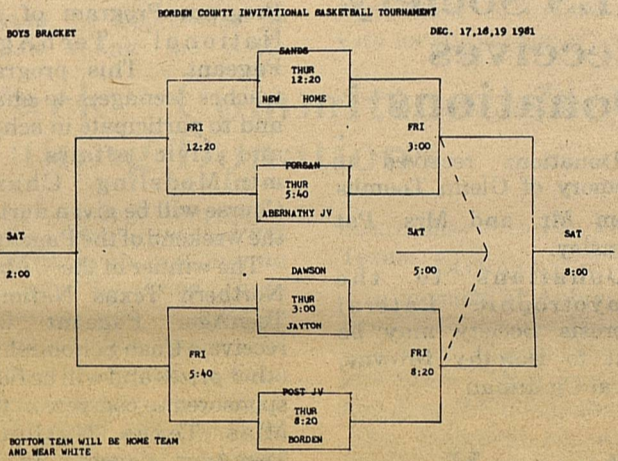 BORDEN COUNTY INVITATIONAL BASKETBALL TOURNAMENT
BOYS BRACKET
DEC. 17,18,19 1981
SANDS
THUR
12:20
NEW HOME
FRI
12:20
FRI
3:00
FORSAN
THUR
5:40
ABERNATHY JV
SAT
2:00
SAT
5:00
SAT
8:00
DAWSON
THUR
3:00
JAYTON
FRI
5:40
FRI
8:20
POST JV
THUR
8:20
BORDEN
BOTTOM TEAM WILL BE HOME TEAM
AND WEAR WHITE